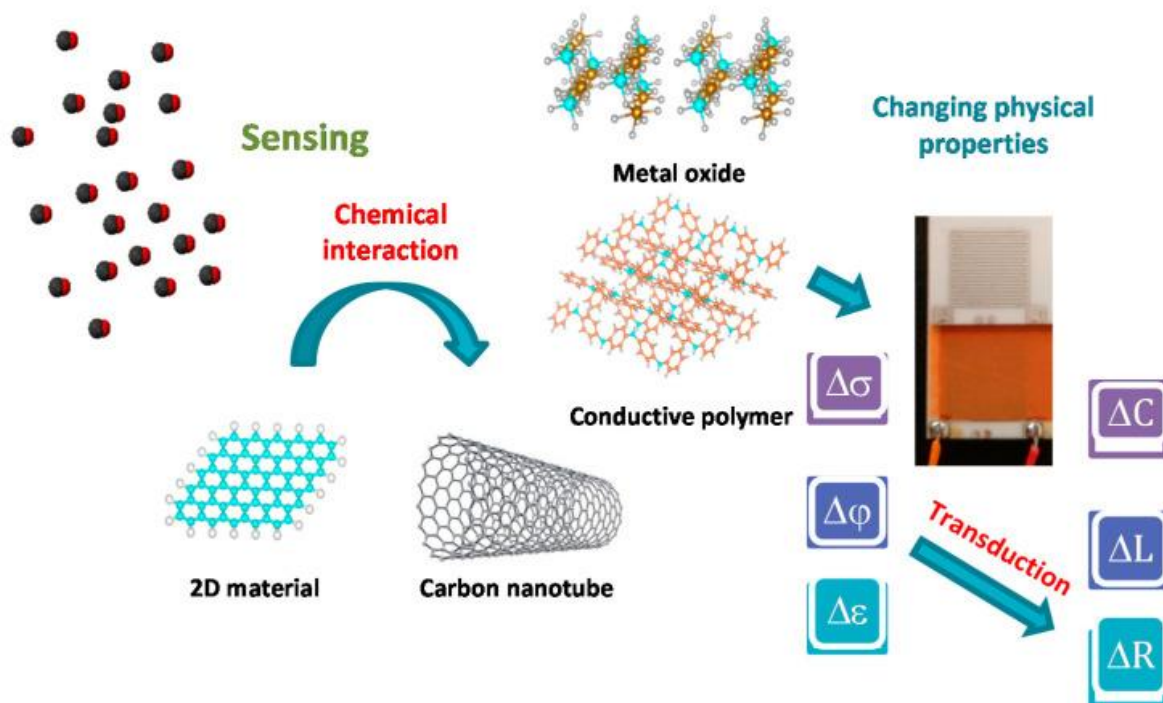 Sensing
Chemical
interaction
Metal oxide
Conductive polymer
2D material
Carbon nanotube
Changing physical
properties
Δσ
Δφ
Δε
Transduction
ΔC
ΔL
ΔR